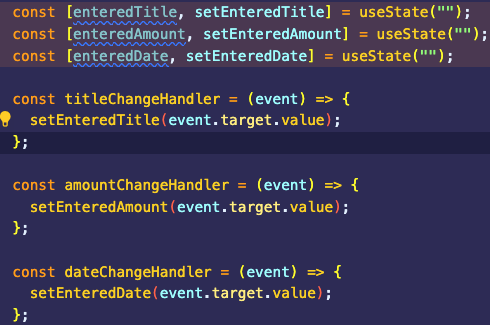 const [enteredTitle, setEnteredTitle] = useState("");
const [enteredAmount, setEnteredAmount] = useState("");
const [enteredDate, setEnteredDate] = useState("");
const titleChangeHandler = (event) => {
setEnteredTitle(event.target.value);
};
const amountChangeHandler = (event) => {
setEnteredAmount(event.target.value);
};
const dateChangeHandler = (event) => {
setEnteredDate(event.target.value);
};